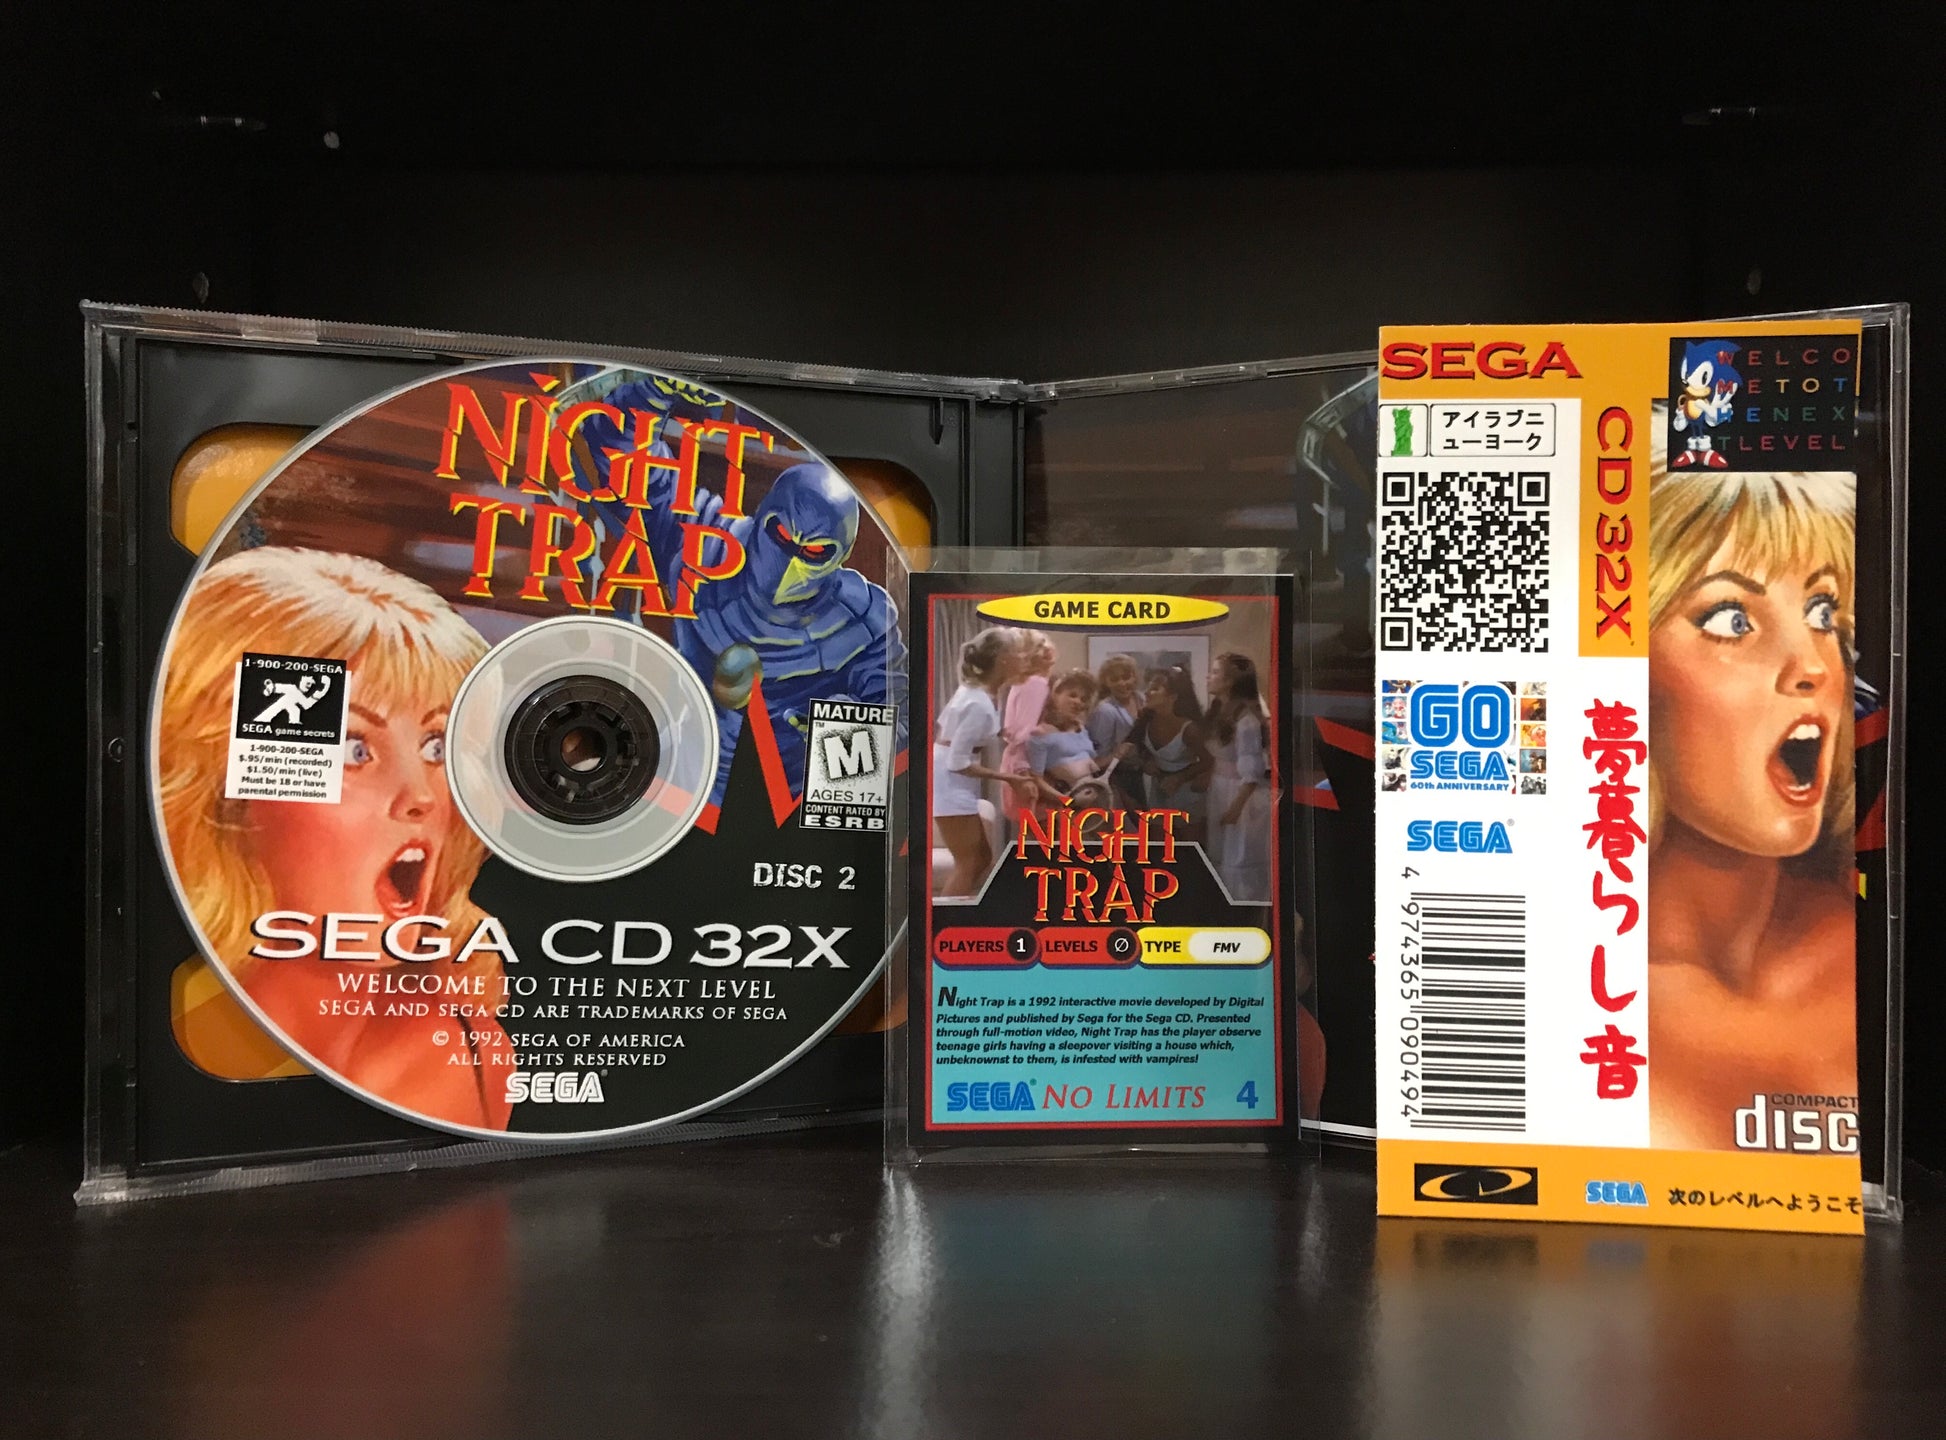 NiGHT
TRAP
1-900-200-SEGA
SEGA game secrets
1-900-200-SEGA
$.95/min (recorded)
$1.50/min (live)
Must be 18 or have
parental permission
MATURE
TM
M
AGES 17+
CONTENT RATED BY
ESRB
DISC 2
SEGA CD 32X
WELCOME TO THE NEXT LEVEL
SEGA AND SEGA CD ARE TRADEMARKS OF SEGA
© 1992 SEGA OF AMERICA
ALL RIGHTS RESERVED
SEGA®
GAME CARD
NiGHT
TRAP
PLAYERS 1 LEVELS Ø TYPE FMV
Night Trap is a 1992 interactive movie developed by Digital
Pictures and published by Sega for the Sega CD. Presented
through full-motion video, Night Trap has the player observe
teenage girls having a sleepover visiting a house which,
unbeknownst to them, is infested with vampires!
SEGA® NO LIMITS 4
SEGA
WELCO
METOT
HENEX
TLEVEL
アイラブニ
ューヨーク
CD 32X
GO
SEGA
60th ANNIVERSARY
SEGA®
4 974365 090494
夢暮らし音
COMPACT
disc
CD
SEGA 次のレベルへようこそ